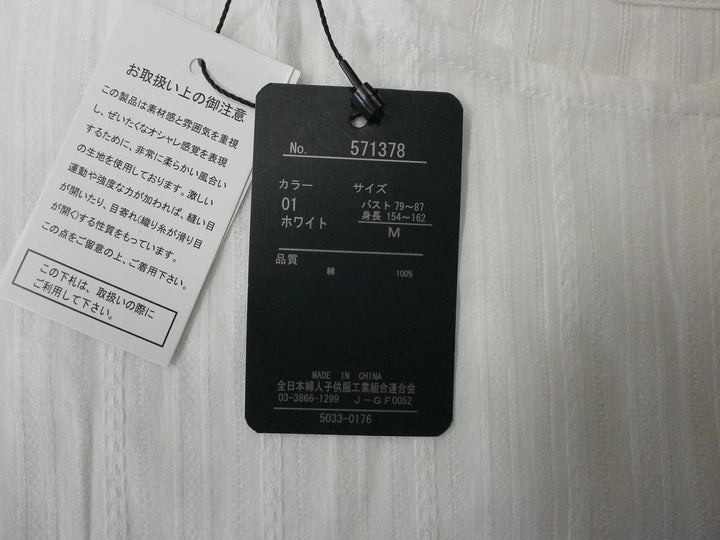 お取扱い上の御注意
この製品は素材感と雰囲気を重視
し、ぜいたくなオシャレ感覚を表現
するために、非常に柔らかい風合い
の生地を使用しております。激しい
運動や強度な力が加われば、縫い目
が開いたり、目寄れ(織り糸が滑り目
が開く)する性質をもっています。
この点をご留意の上、ご着用下さい。
この下札は、取扱いの際に
ご利用して下さい。
No. 571378
カラー サイズ
01 バスト 79～87
ホワイト 身長 154～162
M
品質
綿 100%
MADE IN CHINA
全日本婦人子供服工業組合連合会
03-3866-1299 J-GF0052
5033-0176